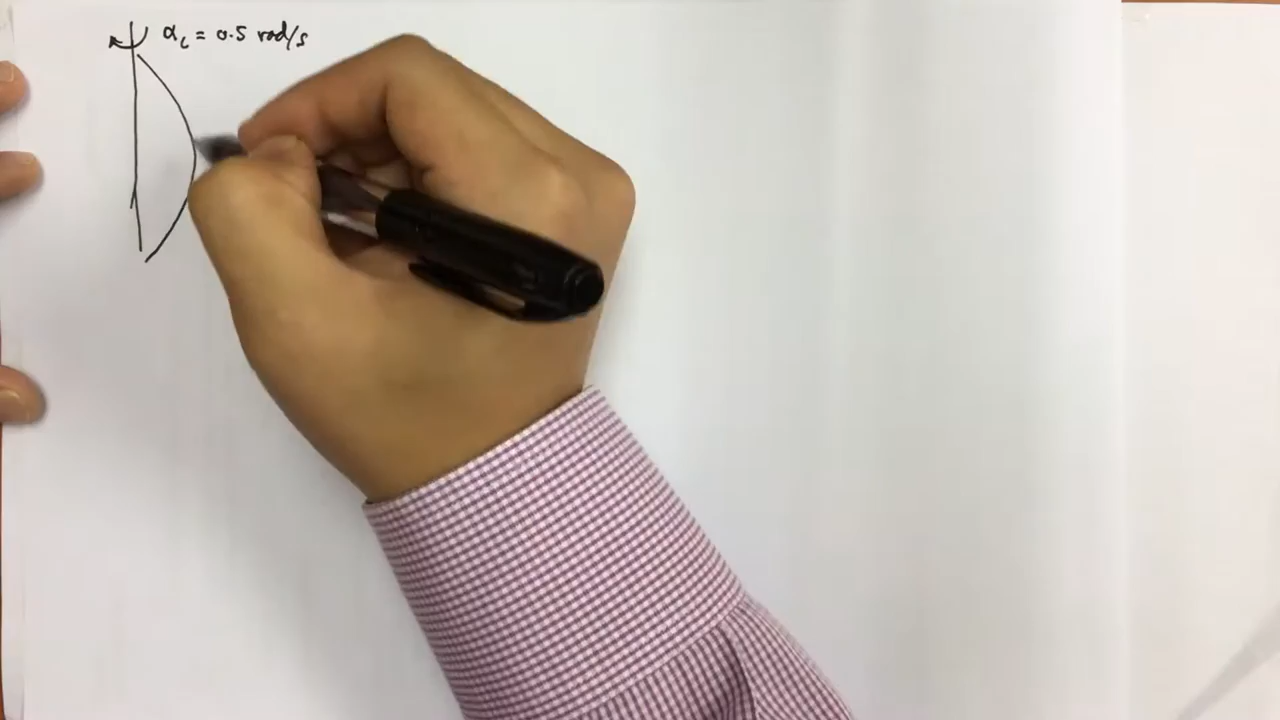 α_c = 0.5 rad/s